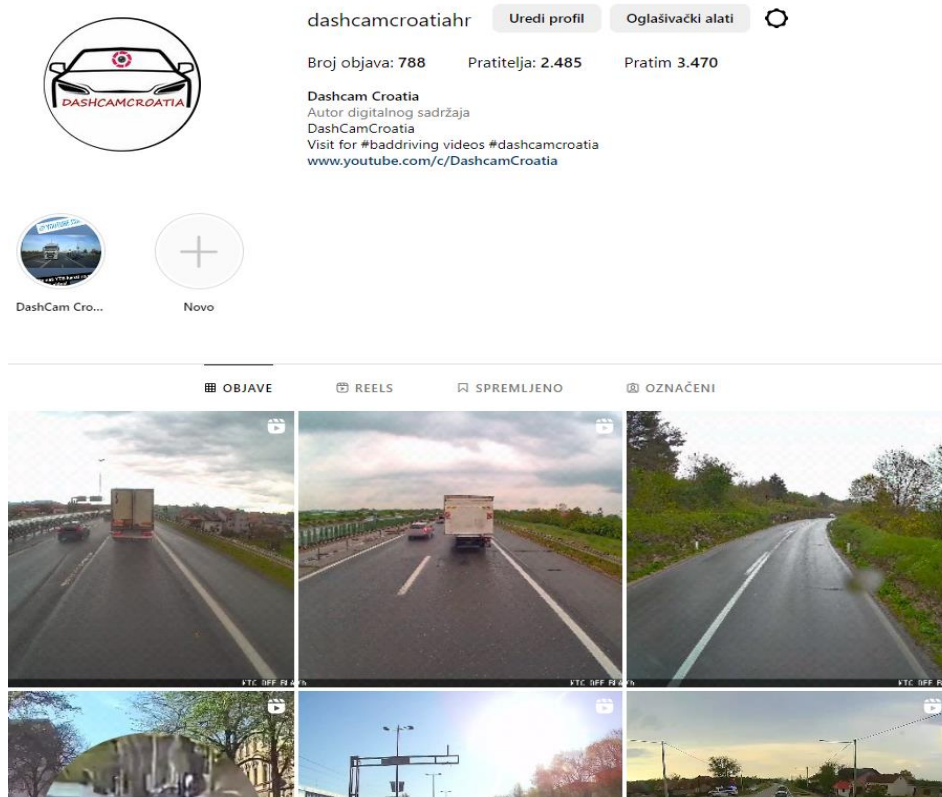 dashcamcroatiahr Uredi profil Oglašivački alati
DASHCAMCROATIA
Broj objava: 788 Pratitelja: 2.485 Pratim 3.470
Dashcam Croatia
Autor digitalnog sadržaja
DashCamCroatia
Visit for #baddriving videos #dashcamcroatia
www.youtube.com/c/DashcamCroatia
DashCam Cro... Novo
OBJAVE REELS SPREMLJENO OZNAČENI